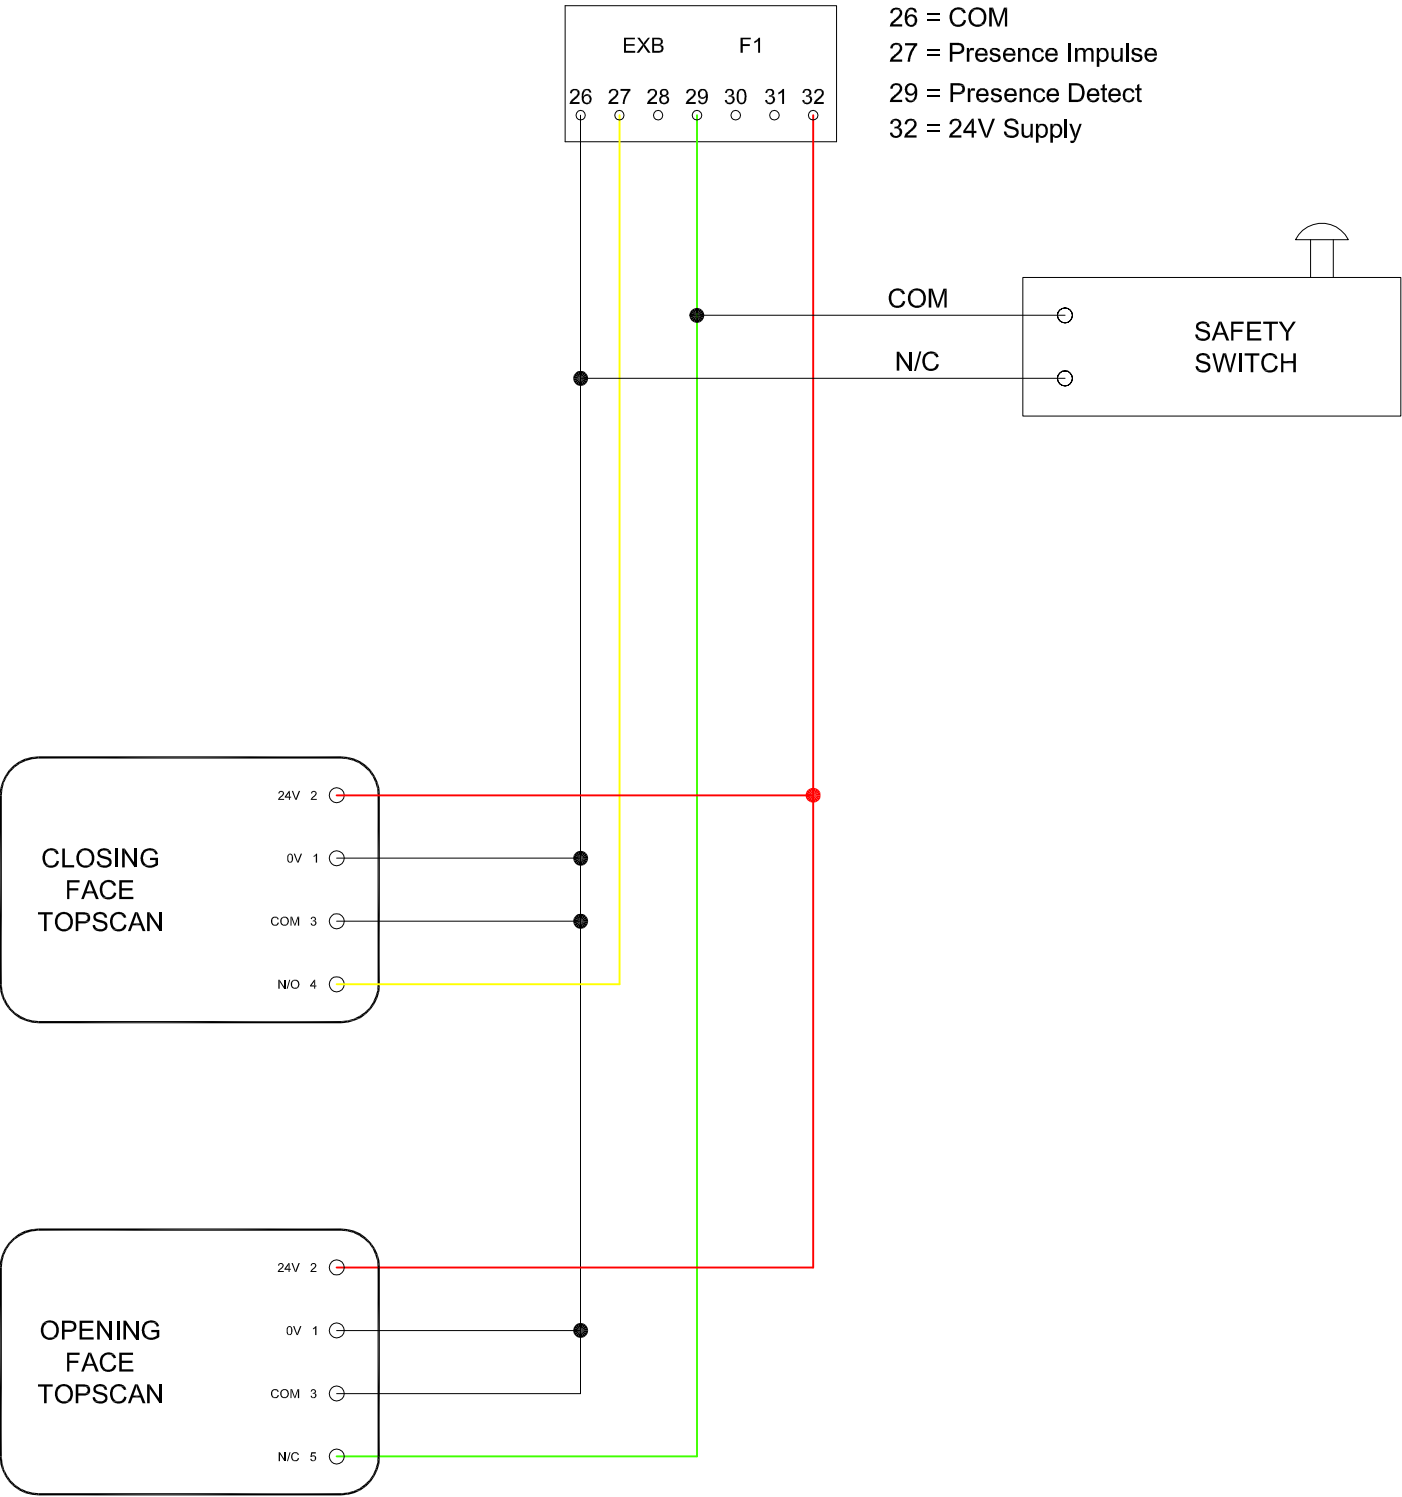 EXB F1
26 27 28 29 30 31 32
26 = COM
27 = Presence Impulse
29 = Presence Detect
32 = 24V Supply
COM
N/C
SAFETY
SWITCH
CLOSING
FACE
TOPSCAN
24V 2
0V 1
COM 3
N/O 4
OPENING
FACE
TOPSCAN
24V 2
0V 1
COM 3
N/C 5